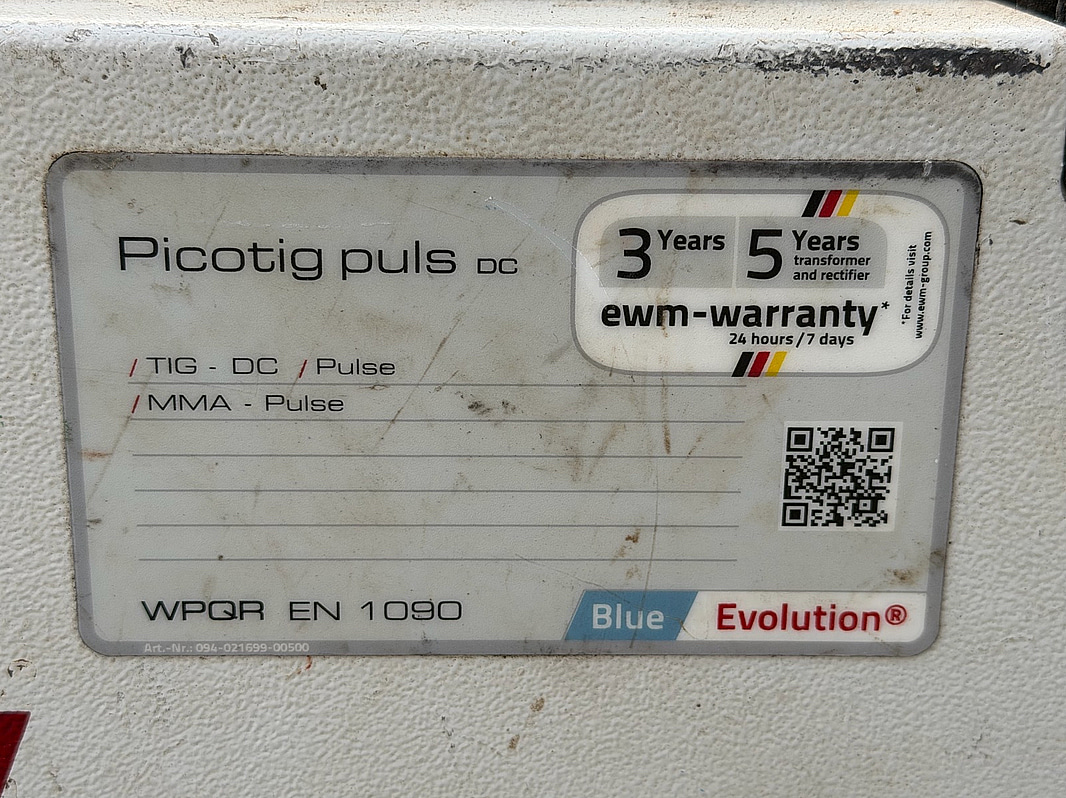 Picotig puls DC
3 Years
5 Years
transformer
and rectifier
ewm-warranty*
24 hours / 7 days
*For details visit
www.ewm-group.com
/ TIG - DC / Pulse
/ MMA - Pulse
WPQR EN 1090
Blue Evolution®
Art.-Nr.: 094-021699-00500